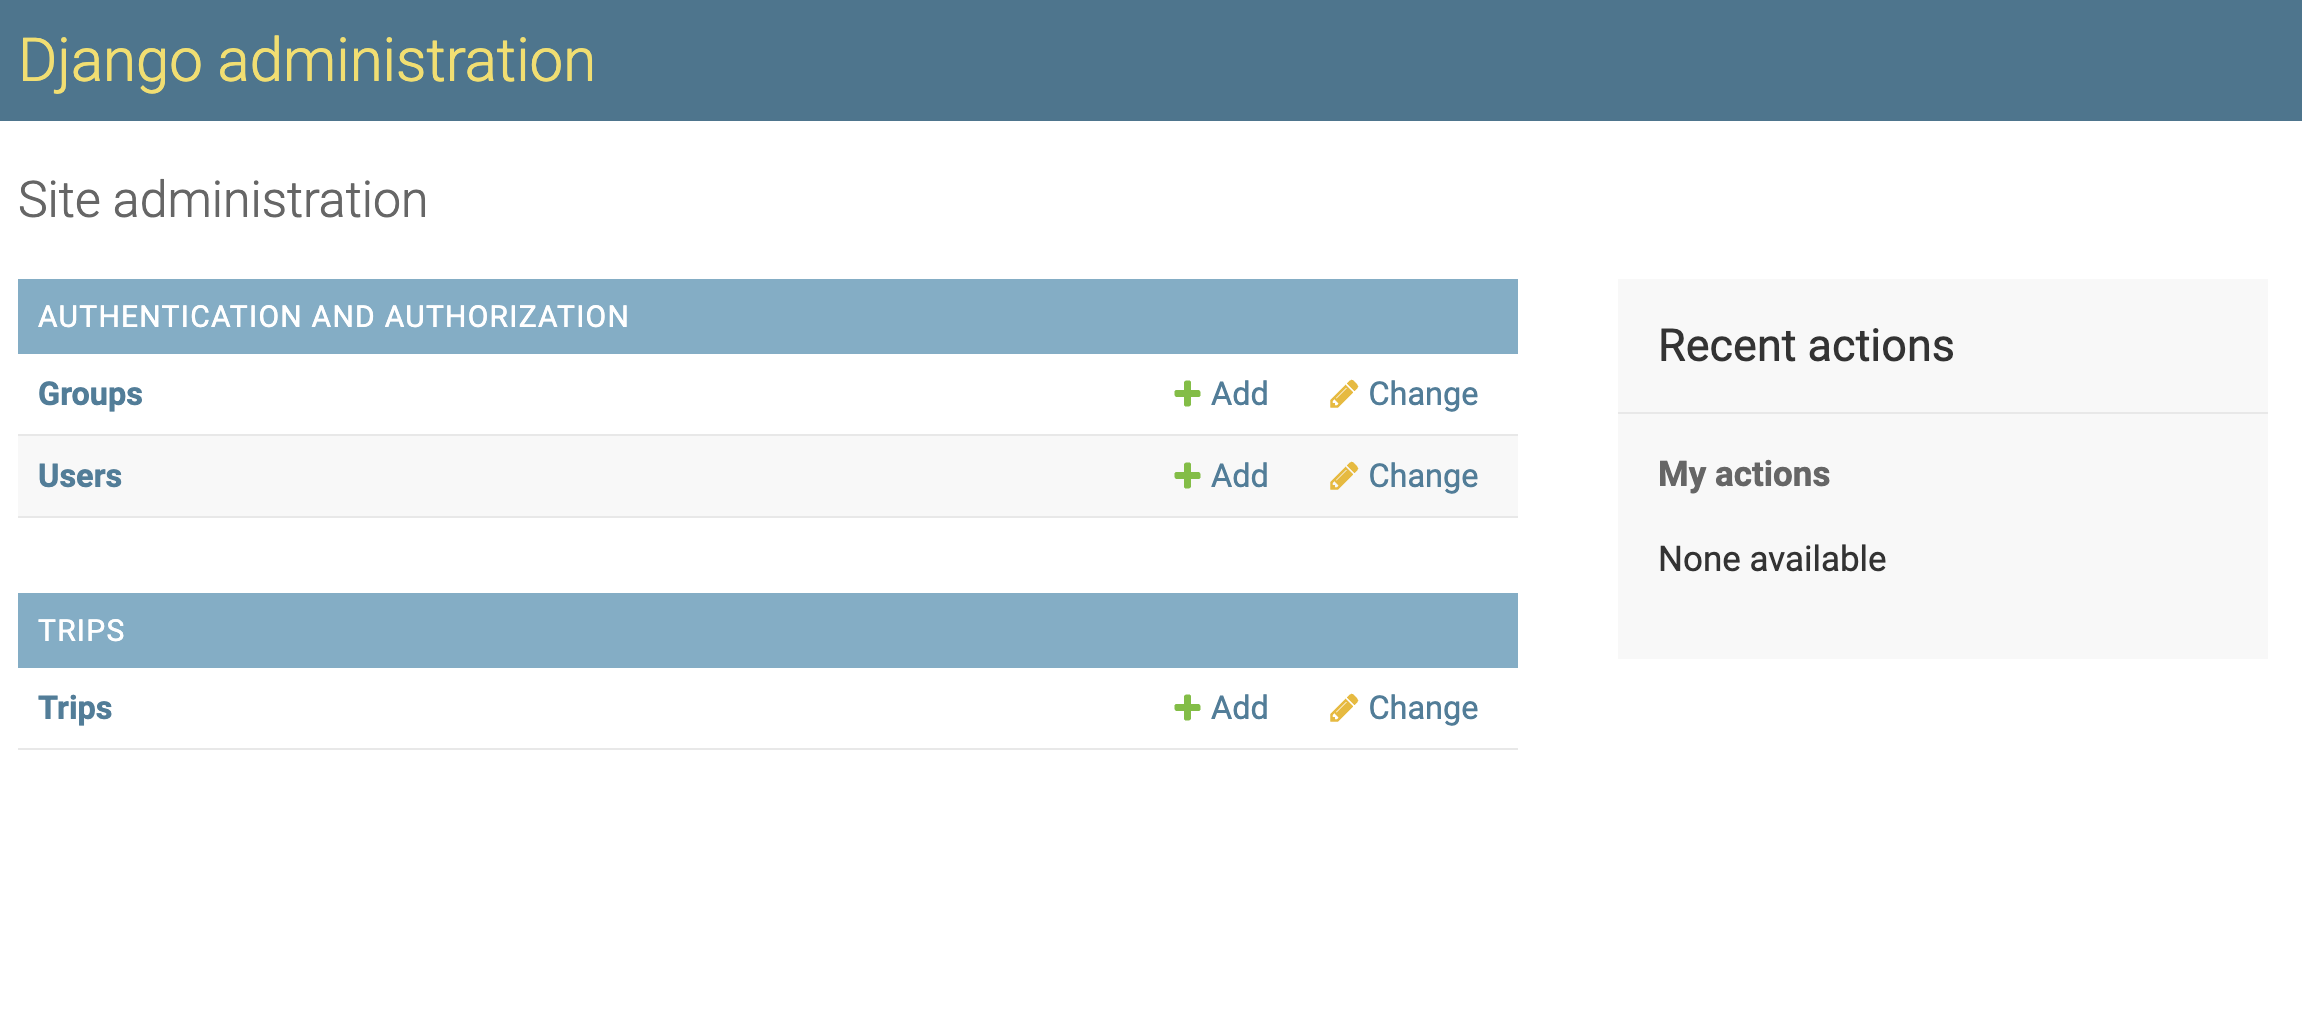 Django administration
Site administration
AUTHENTICATION AND AUTHORIZATION
Groups Add Change
Users Add Change
TRIPS
Trips Add Change
Recent actions
My actions
None available